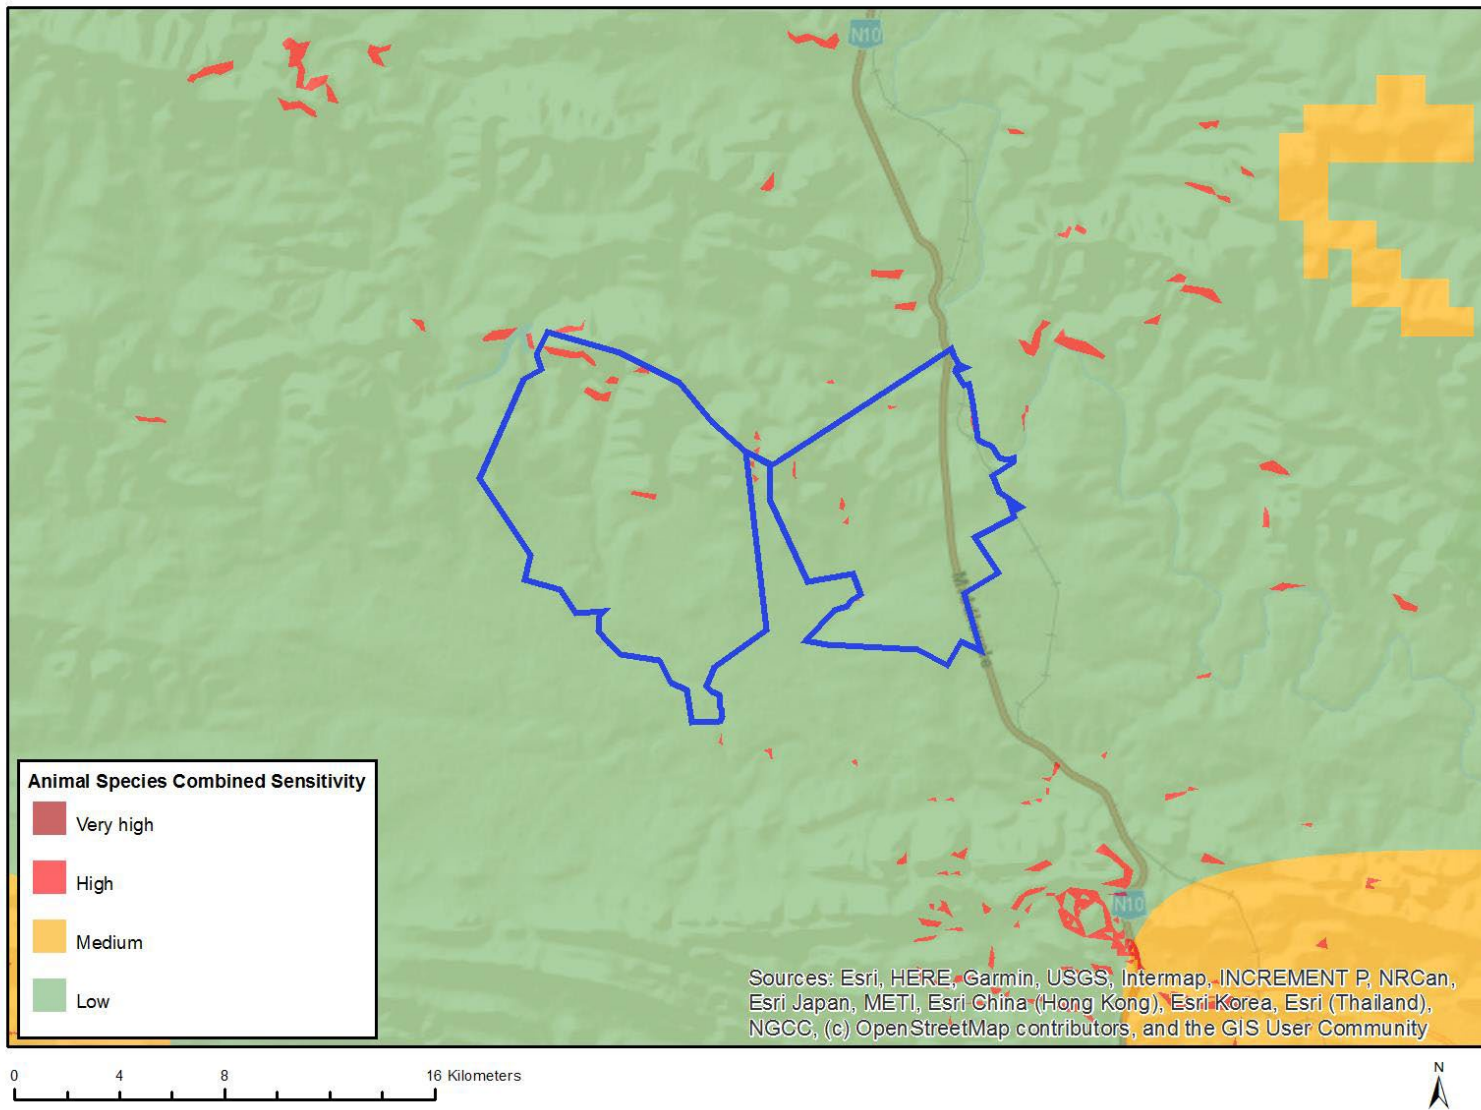 N10
Animal Species Combined Sensitivity
Very high
High
Medium
Low
N10
Sources: Esri, HERE, Garmin, USGS, Intermap, INCREMENT P, NRCan,
Esri Japan, METI, Esri China (Hong Kong), Esri Korea, Esri (Thailand),
NGCC, (c) OpenStreetMap contributors, and the GIS User Community
0 4 8 16 Kilometers
N